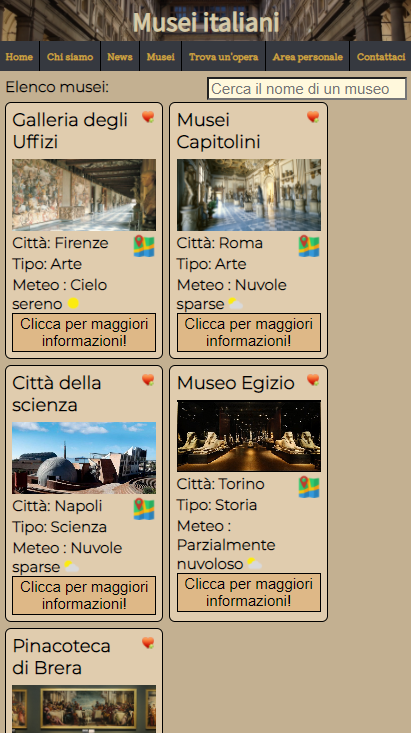 Musei italiani
Home Chi siamo News Musei Trova un'opera Area personale Contattaci
Elenco musei:
Cerca il nome di un museo
Galleria degli
Uffizi
Città: Firenze
Tipo: Arte
Meteo : Cielo
sereno
Clicca per maggiori
informazioni!
Musei
Capitolini
Città: Roma
Tipo: Arte
Meteo : Nuvole
sparse
Clicca per maggiori
informazioni!
Città della
scienza
Città: Napoli
Tipo: Scienza
Meteo : Nuvole
sparse
Clicca per maggiori
informazioni!
Museo Egizio
Città: Torino
Tipo: Storia
Meteo :
Parzialmente
nuvoloso
Clicca per maggiori
informazioni!
Pinacoteca
di Brera